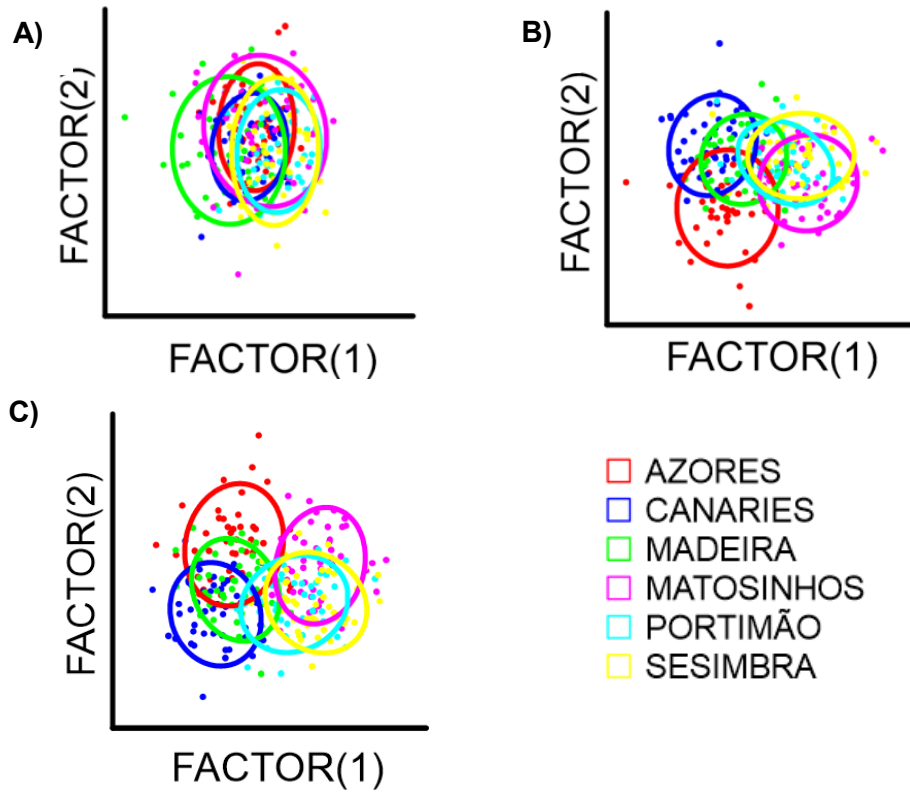 A)
FACTOR(2)
FACTOR(1)
B)
FACTOR(2)
FACTOR(1)
C)
FACTOR(2)
FACTOR(1)
AZORES
CANARIES
MADEIRA
MATOSINHOS
PORTIMÃO
SESIMBRA